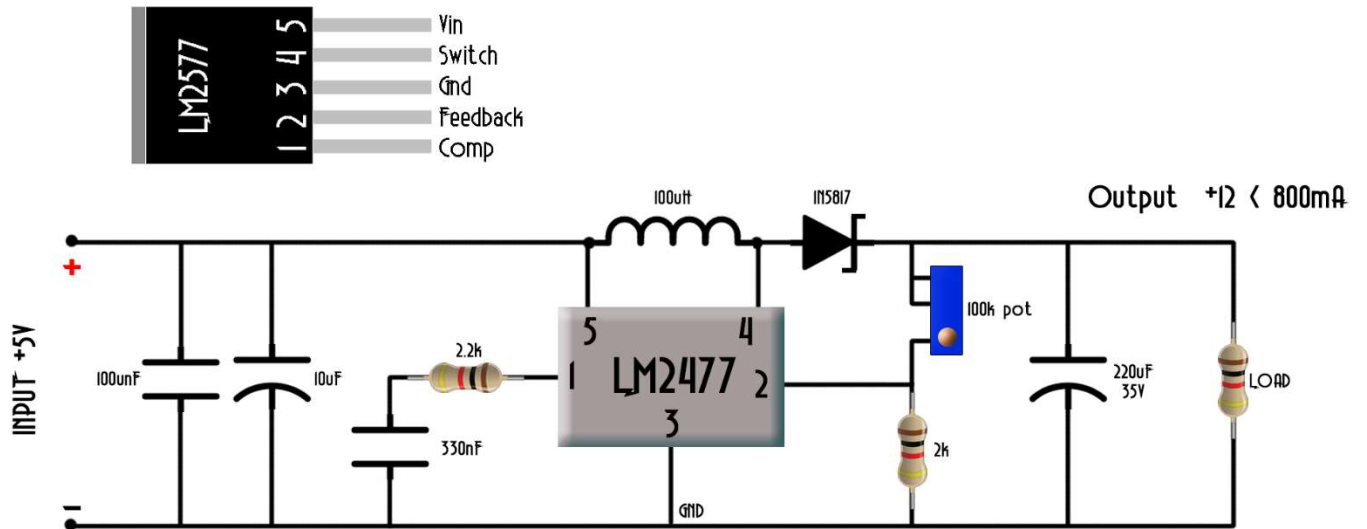 LM2577
5
4
3
2
1
Vin
Switch
Gnd
Feedback
Comp
Output +12 < 800mA
100uH
1N5817
+
INPUT +5V
-
100unF
10uF
2.2k
330nF
5
4
1
LM2477
2
3
GND
100k pot
2k
220uF
35V
LOAD